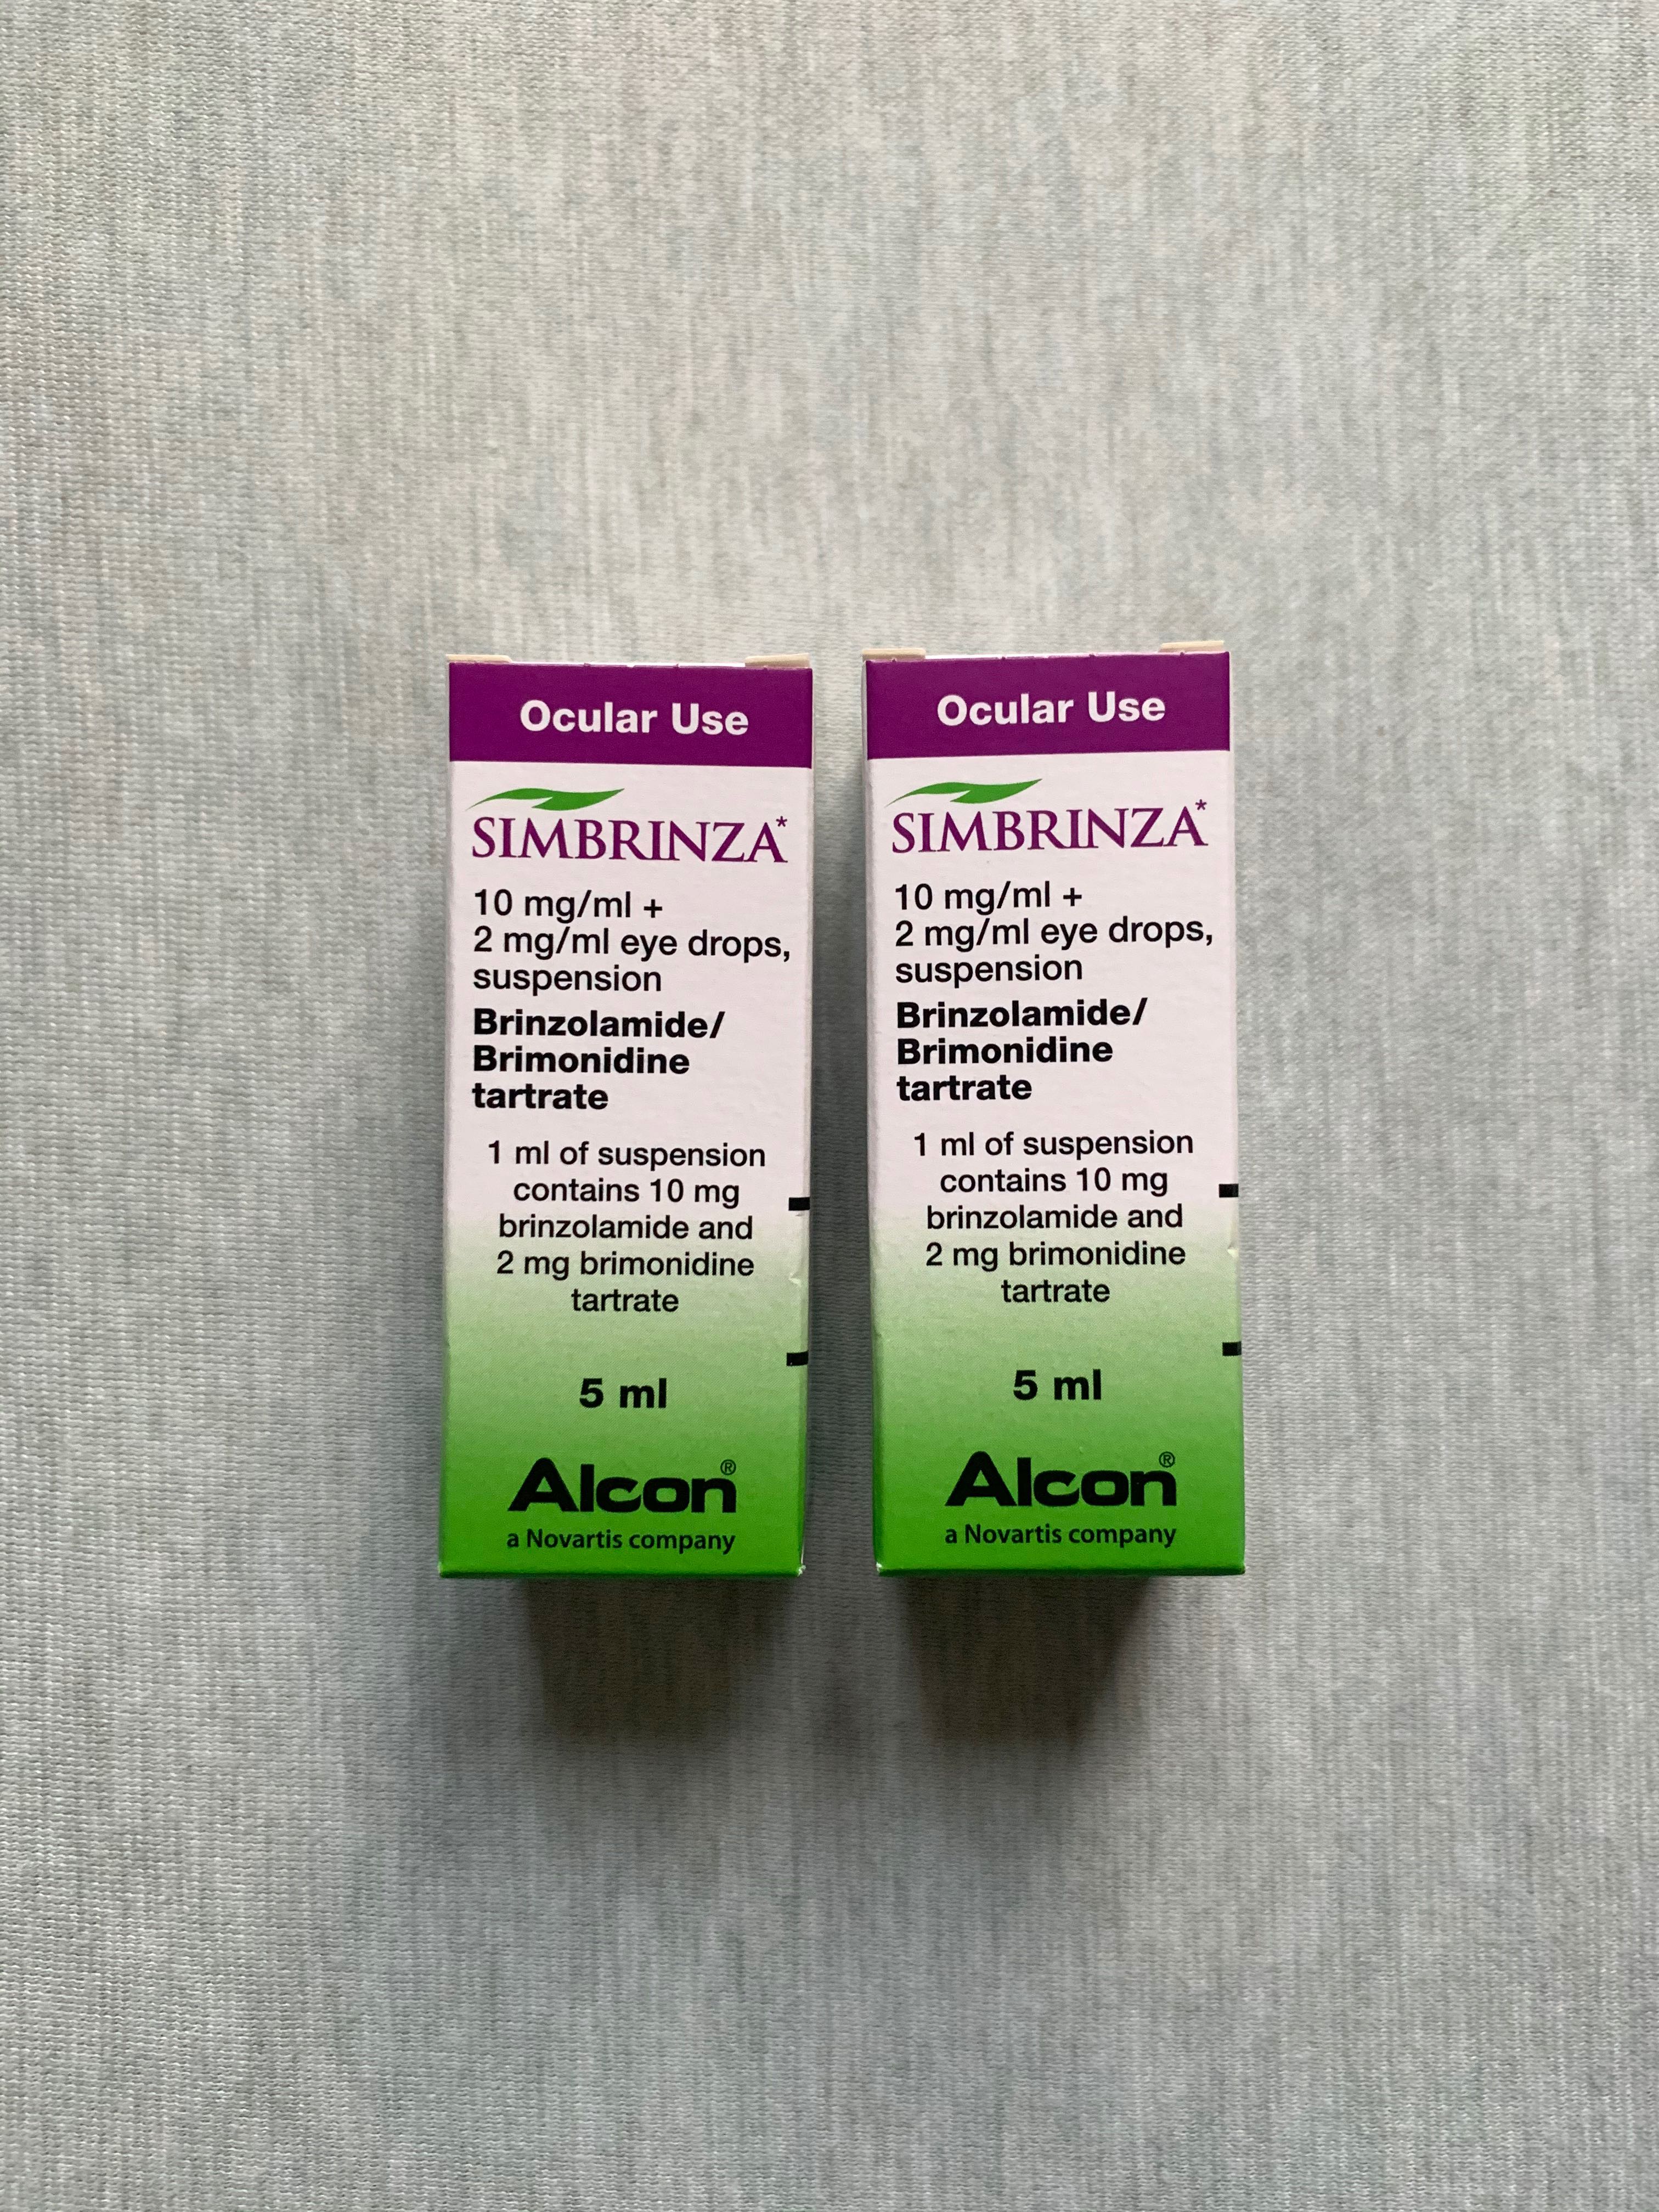 Ocular Use
SIMBRINZA*
10 mg/ml +
2 mg/ml eye drops,
suspension
Brinzolamide/
Brimonidine
tartrate
1 ml of suspension
contains 10 mg
brinzolamide and
2 mg brimonidine
tartrate
5 ml
Alcon®
a Novartis company
Ocular Use
SIMBRINZA*
10 mg/ml +
2 mg/ml eye drops,
suspension
Brinzolamide/
Brimonidine
tartrate
1 ml of suspension
contains 10 mg
brinzolamide and
2 mg brimonidine
tartrate
5 ml
Alcon®
a Novartis company